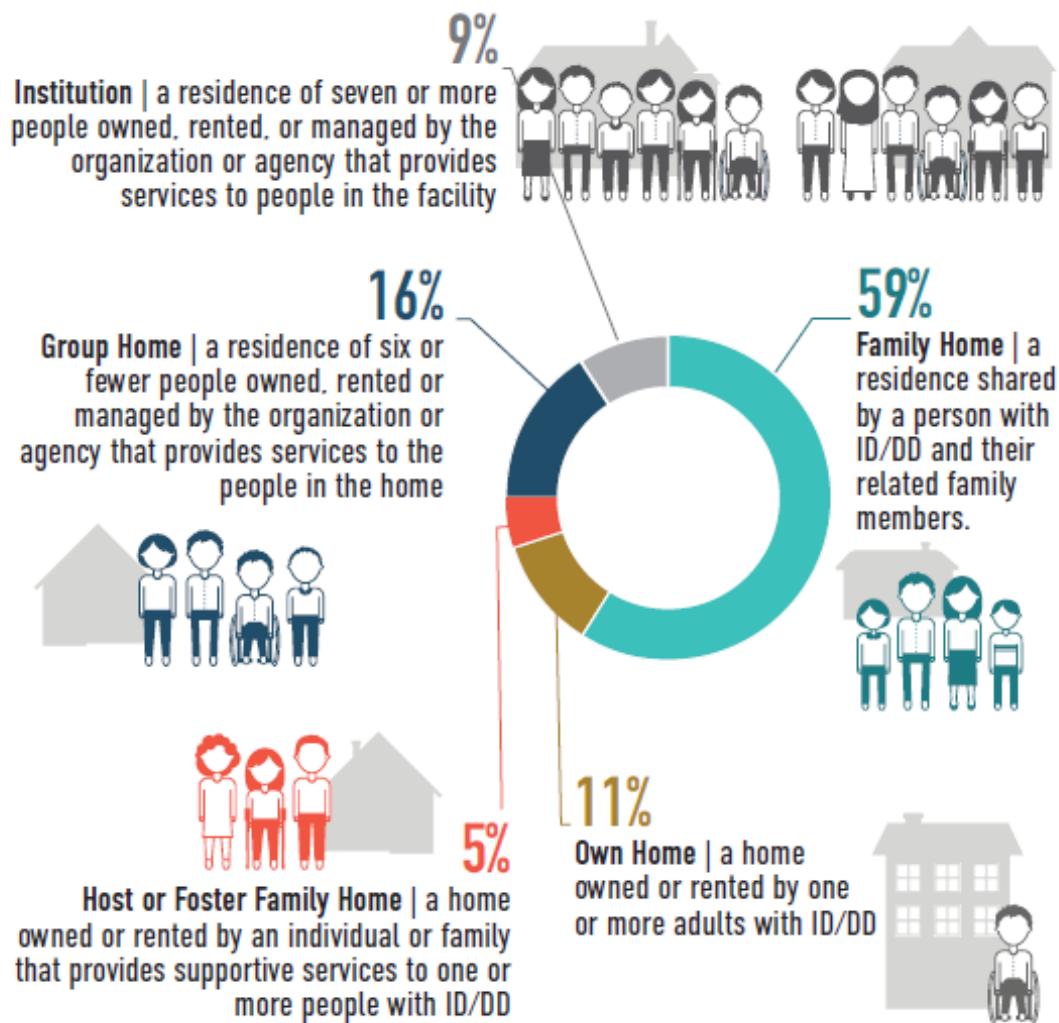 9%
Institution | a residence of seven or more
people owned, rented, or managed by the
organization or agency that provides
services to people in the facility
16%
Group Home | a residence of six or
fewer people owned, rented or
managed by the organization or
agency that provides services to the
people in the home
59%
Family Home | a
residence shared
by a person with
ID/DD and their
related family
members.
5%
Host or Foster Family Home | a home
owned or rented by an individual or family
that provides supportive services to one or
more people with ID/DD
11%
Own Home | a home
owned or rented by one
or more adults with ID/DD